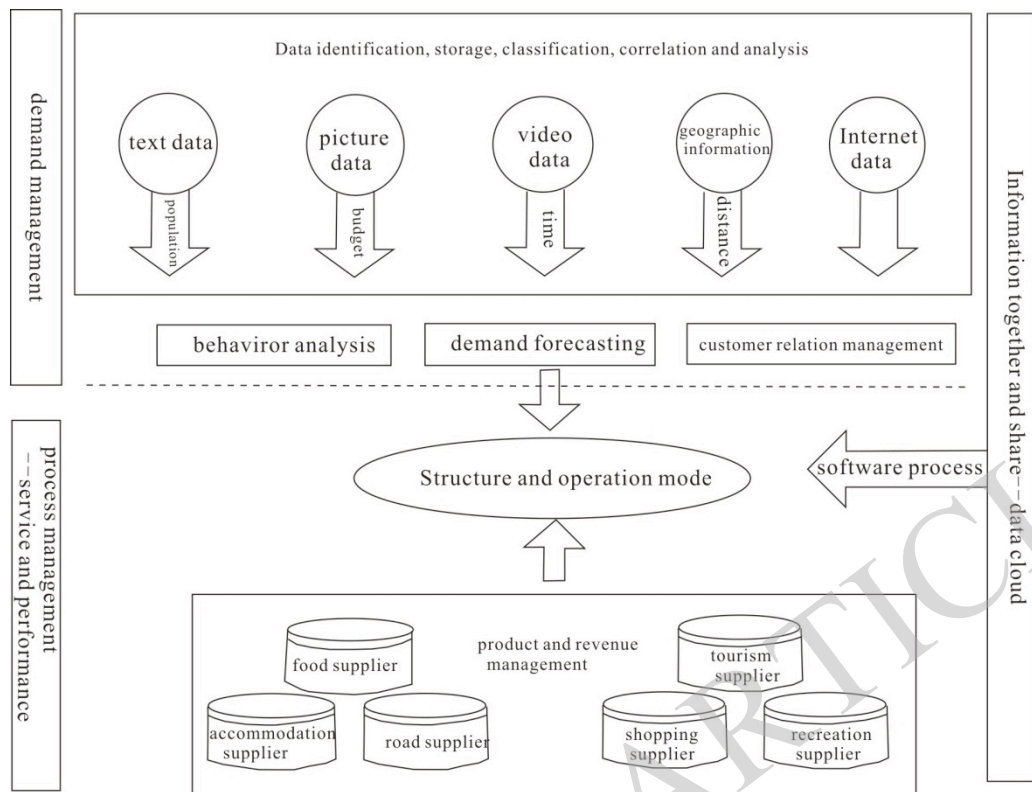 Data identification, storage, classification, correlation and analysis
demand management
text data
picture
data
video
data
geographic
information
Internet
data
population
budget
time
distance
behaviror analysis
demand forecasting
customer relation management
Information together and share--data cloud
process management
--service and performance
Structure and operation mode
software process
product and revenue
management
food supplier
accommodation
supplier
road supplier
tourism
supplier
shopping
supplier
recreation
supplier